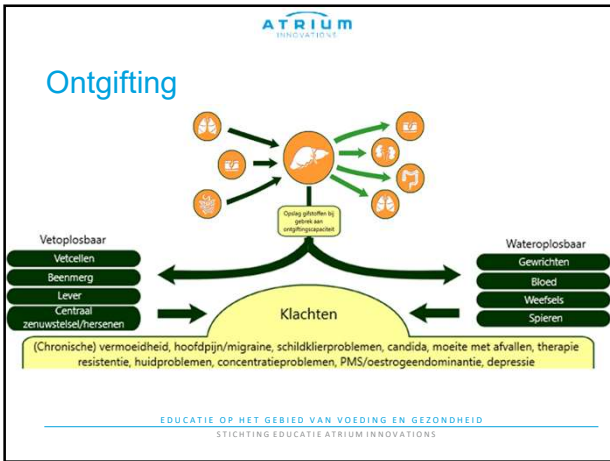 ATRIUM
INNOVATIONS
Ontgifting
Opslag gifstoffen bij
gebrek aan
ontgiftingscapaciteit
Vetoplosbaar
Vetcellen
Beenmerg
Lever
Centraal
zenuwstelsel/hersenen
Wateroplosbaar
Gewrichten
Bloed
Weefsels
Spieren
Klachten
(Chronische) vermoeidheid, hoofdpijn/migraine, schildklierproblemen, candida, moeite met afvallen, therapie
resistentie, huidproblemen, concentratieproblemen, PMS/oestrogeendominantie, depressie
EDUCATIE OP HET GEBIED VAN VOEDING EN GEZONDHEID
STICHTING EDUCATIE ATRIUM INNOVATIONS